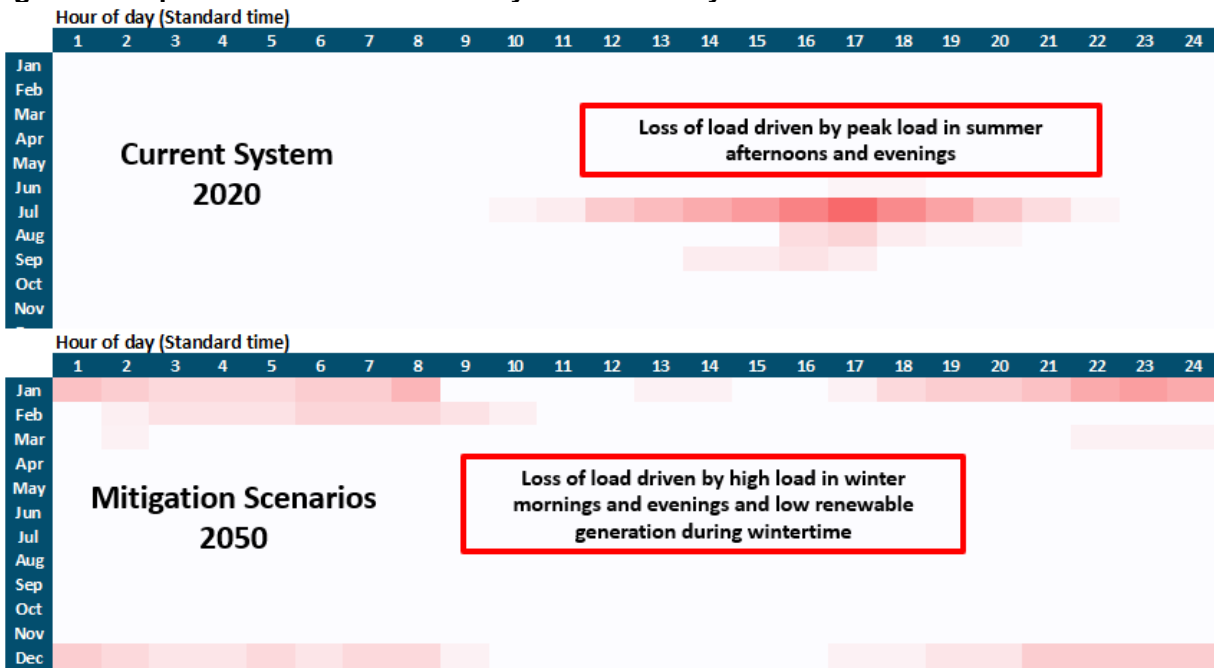 Hour of day (Standard time)
1 2 3 4 5 6 7 8 9 10 11 12 13 14 15 16 17 18 19 20 21 22 23 24
Jan
Feb
Mar
Apr
May
Jun
Jul
Aug
Sep
Oct
Nov
Current System
2020
Loss of load driven by peak load in summer
afternoons and evenings
Hour of day (Standard time)
1 2 3 4 5 6 7 8 9 10 11 12 13 14 15 16 17 18 19 20 21 22 23 24
Jan
Feb
Mar
Apr
May
Jun
Jul
Aug
Sep
Oct
Nov
Dec
Mitigation Scenarios
2050
Loss of load driven by high load in winter
mornings and evenings and low renewable
generation during wintertime